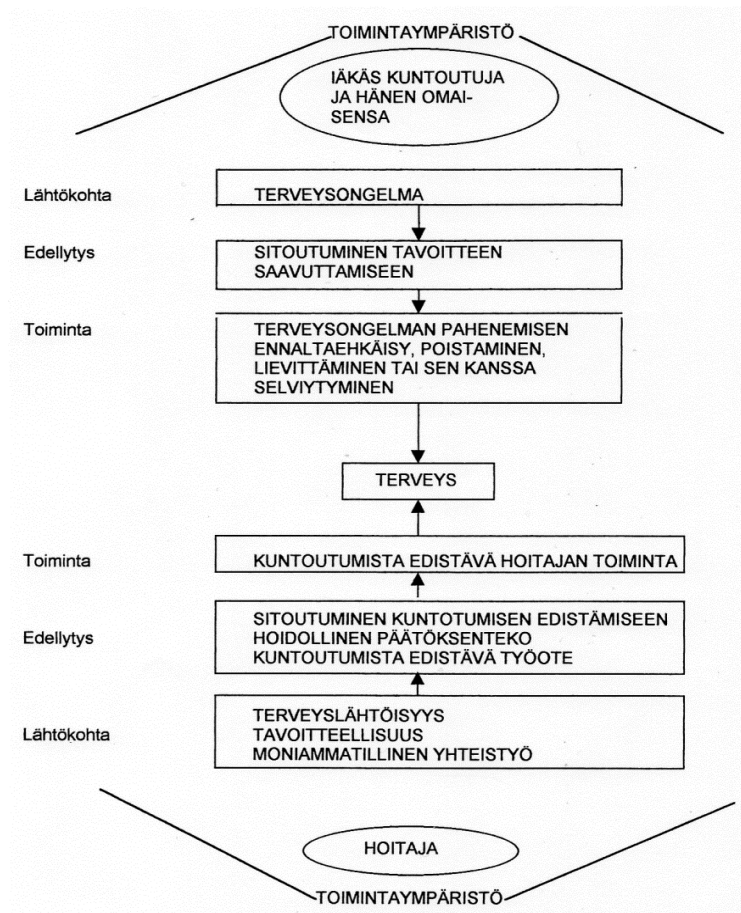 TOIMINTAYMPÄRISTÖ
IÄKÄS KUNTOUTUJA
JA HÄNEN OMAI-
SENSA
Lähtökohta
TERVEYSONGELMA
Edellytys
SITOUTUMINEN TAVOITTEEN
SAAVUTTAMISEEN
Toiminta
TERVEYSONGELMAN PAHENEMISEN
ENNALTAEHKÄISY, POISTAMINEN,
LIEVITTÄMINEN TAI SEN KANSSA
SELVIYTYMINEN
TERVEYS
Toiminta
KUNTOUTUMISTA EDISTÄVÄ HOITAJAN TOIMINTA
Edellytys
SITOUTUMINEN KUNTOTUMISEN EDISTÄMISEEN
HOIDOLLINEN PÄÄTÖKSENTEKO
KUNTOUTUMISTA EDISTÄVÄ TYÖOTE
Lähtökohta
TERVEYSLÄHTÖISYYS
TAVOITTEELLISUUS
MONIAMMATILLINEN YHTEISTYÖ
HOITAJA
TOIMINTAYMPÄRISTÖ